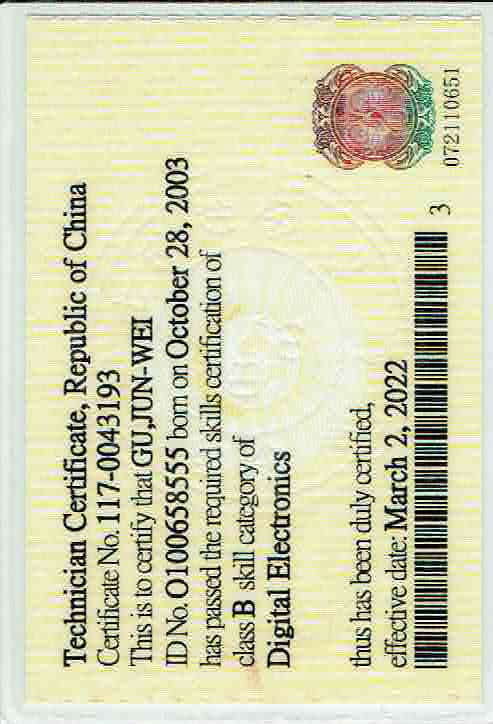 Technician Certificate, Republic of China
Certificate No. 117-0043193
This is to certify that GU,JUN-WEI
ID No. O100658555 born on October 28, 2003
has passed the required skills certification of
class B skill category of
Digital Electronics
thus has been duly certified,
effective date: March 2, 2022
3
072110651